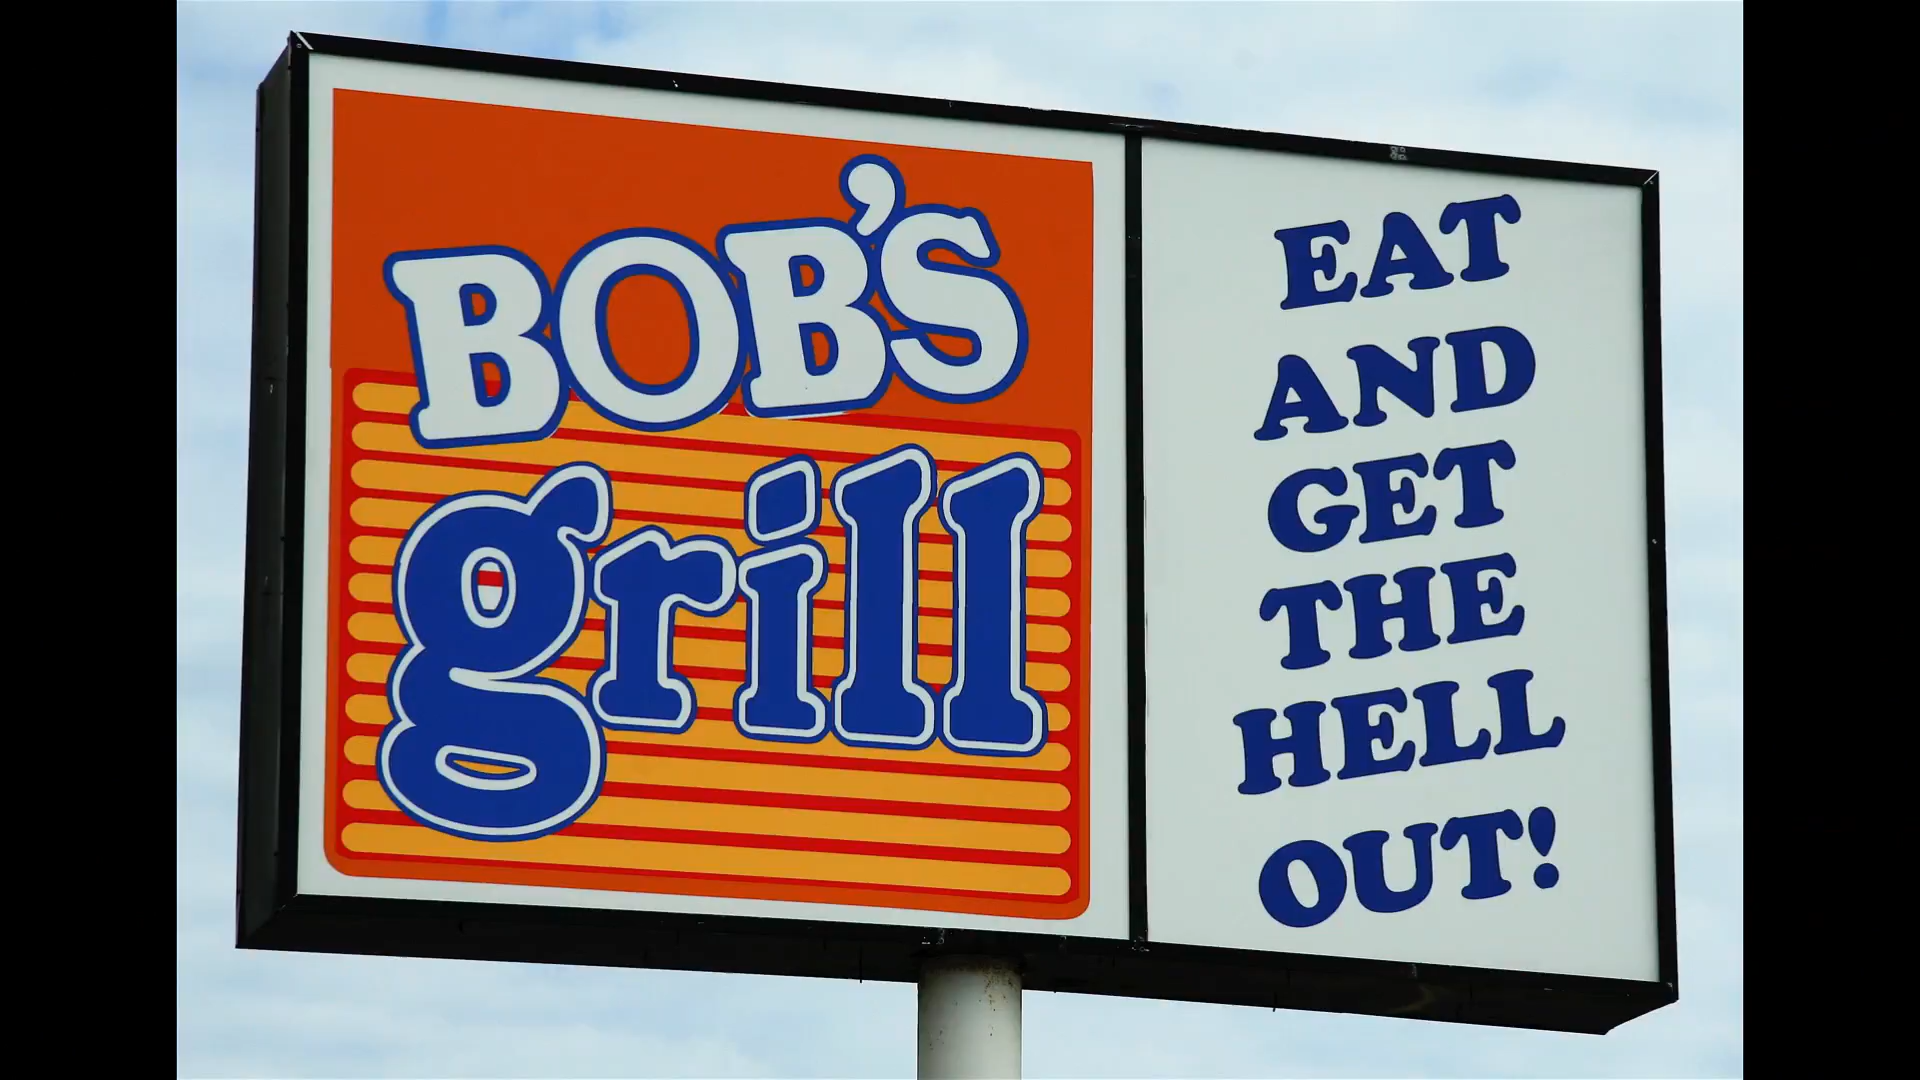 BOB'S
grill
EAT
AND
GET
THE
HELL
OUT!